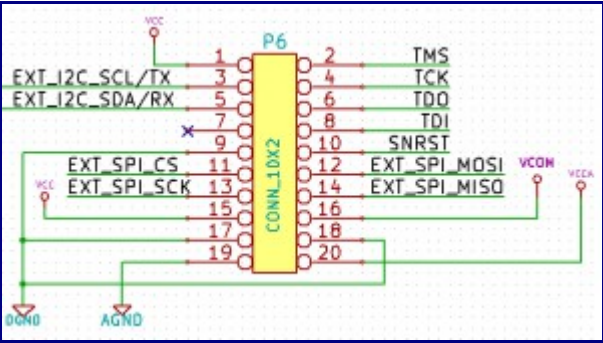 VCC
P6
1 2 TMS
EXT_I2C_SCL/TX 3 4 TCK
EXT_I2C_SDA/RX 5 6 TDO
7 8 TDI
9 10 SNRST
EXT_SPI_CS 11 12 EXT_SPI_MOSI VCOM
EXT_SPI_SCK 13 14 EXT_SPI_MISO VCCA
VCC
15 16
17 18
19 20
CONN_10X2
DGND AGND